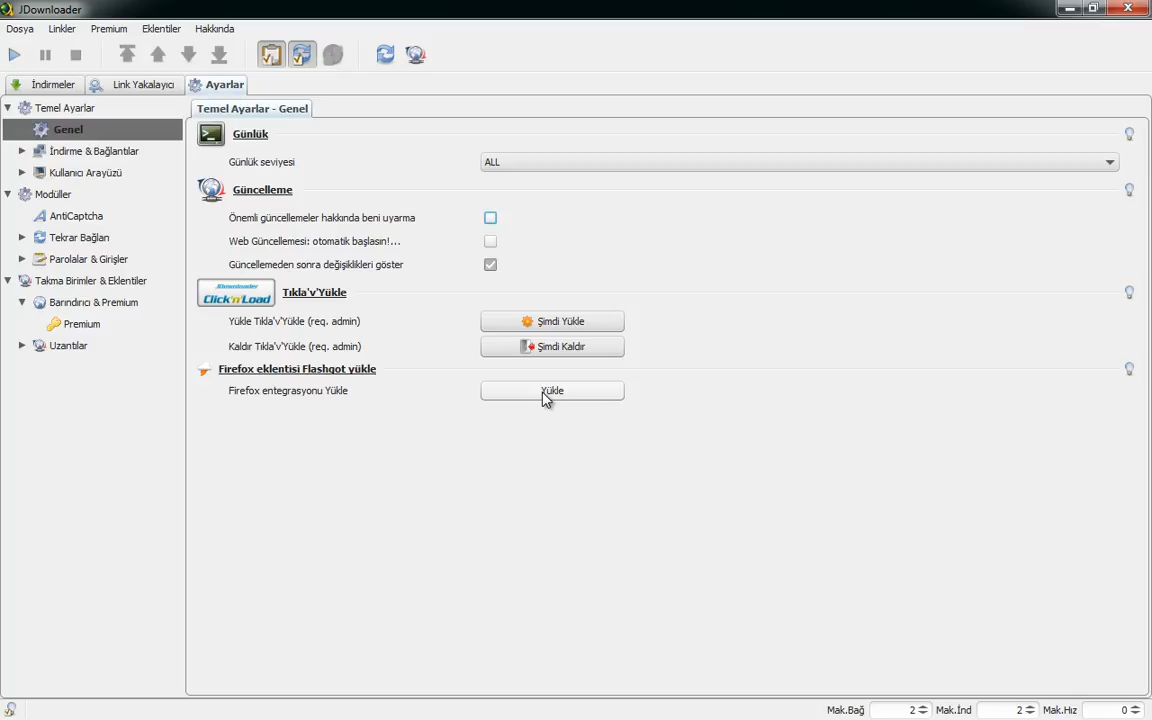 JDownloader
Dosya Linkler Premium Eklentiler Hakkında
İndirmeler Link Yakalayıcı Ayarlar
Temel Ayarlar
Genel
İndirme & Bağlantılar
Kullanıcı Arayüzü
Modüller
AntiCaptcha
Tekrar Bağlan
Parolalar & Girişler
Takma Birimler & Eklentiler
Barındırıcı & Premium
Premium
Uzantılar
Temel Ayarlar - Genel
Günlük
Günlük seviyesi ALL
Güncelleme
Önemli güncellemeler hakkında beni uyarma
Web Güncellemesi: otomatik başlasın!...
Güncellemeden sonra değişiklikleri göster
JDownloader
Click'n'Load Tıkla'v'Yükle
Yükle Tıkla'v'Yükle (req. admin) Şimdi Yükle
Kaldır Tıkla'v'Yükle (req. admin) Şimdi Kaldır
Firefox eklentisi Flashgot yükle
Firefox entegrasyonu Yükle Yükle
Mak.Bağ 2 Mak.İnd 2 Mak.Hız 0